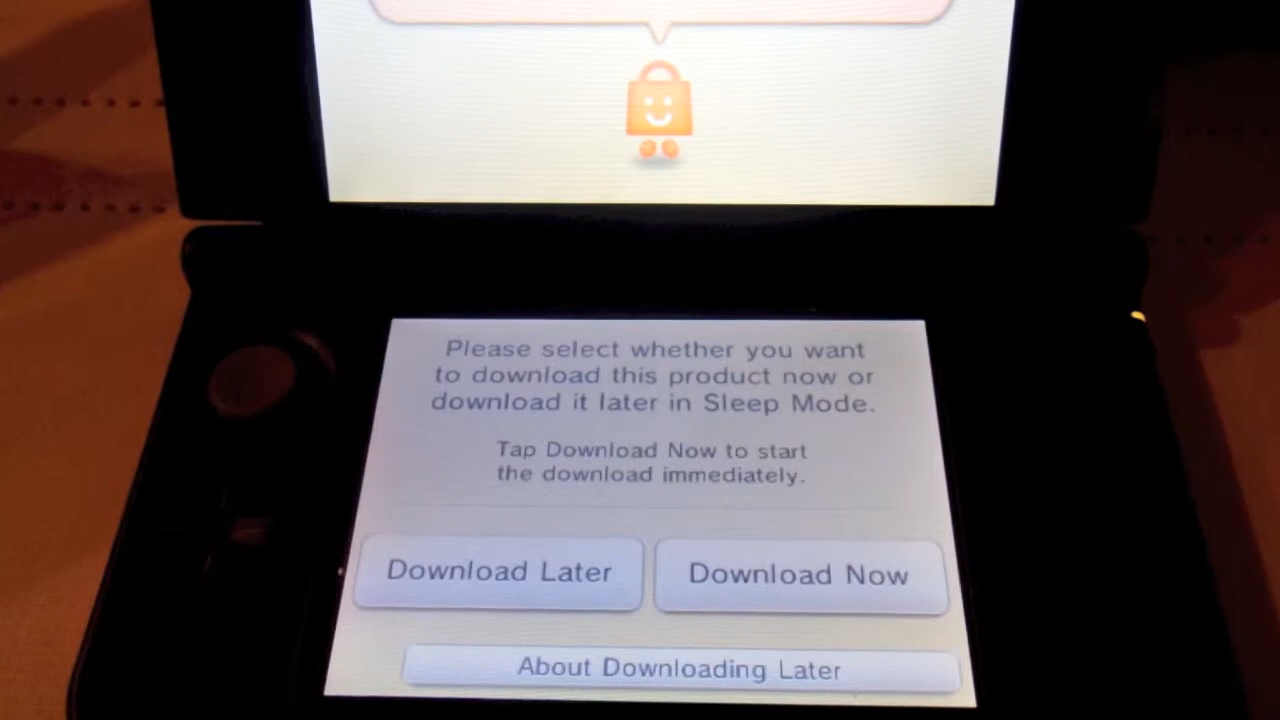 Please select whether you want
to download this product now or
download it later in Sleep Mode.
Tap Download Now to start
the download immediately.
Download Later
Download Now
About Downloading Later